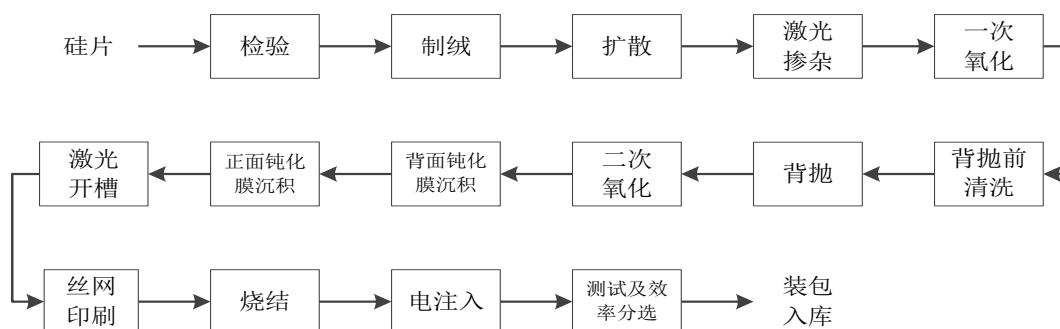 硅片
检验
制绒
扩散
激光
掺杂
一次
氧化
背抛前
清洗
背抛
二次
氧化
背面钝化
膜沉积
正面钝化
膜沉积
激光
开槽
丝网
印刷
烧结
电注入
测试及效
率分选
装包
入库